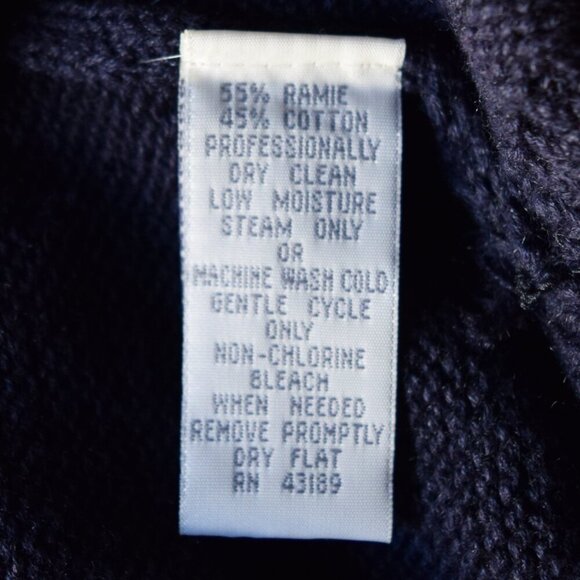 55% RAMIE
45% COTTON
PROFESSIONALLY
DRY CLEAN
LOW MOISTURE
STEAM ONLY
OR
MACHINE WASH COLD
GENTLE CYCLE
ONLY
NON-CHLORINE
BLEACH
WHEN NEEDED
REMOVE PROMPTLY
DRY FLAT
RN 43189